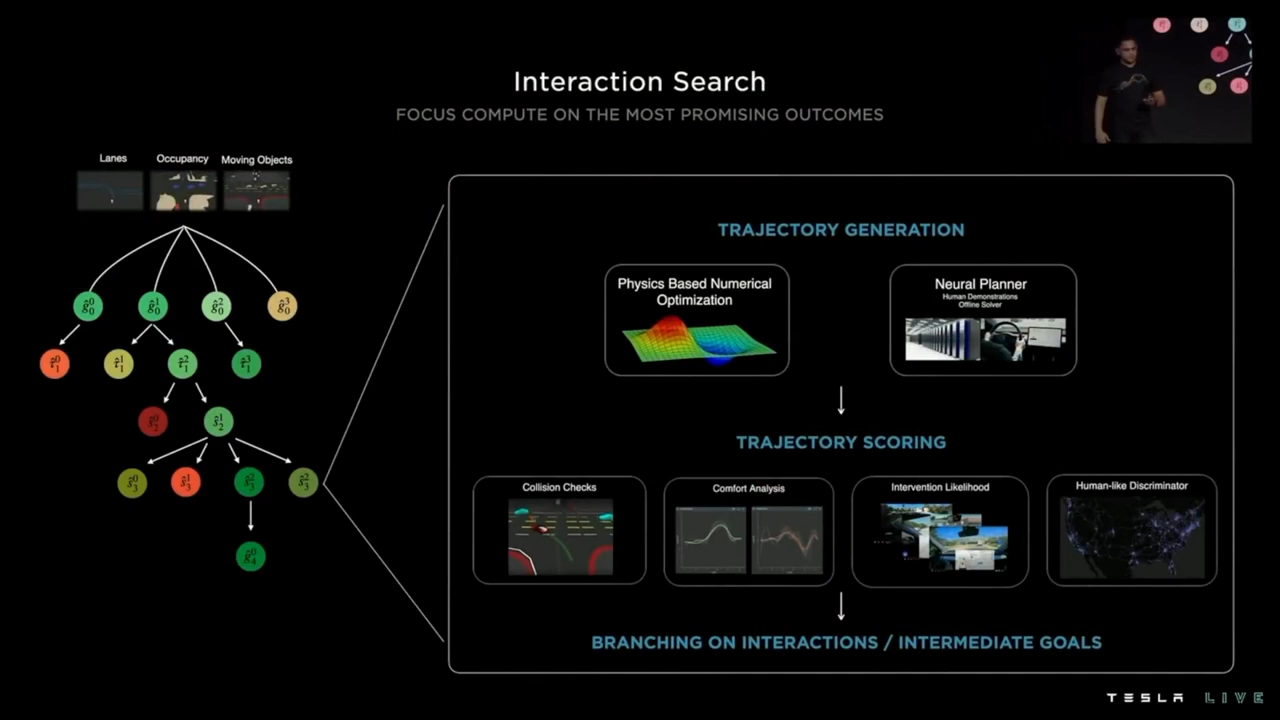 Interaction Search
FOCUS COMPUTE ON THE MOST PROMISING OUTCOMES
Lanes
Occupancy
Moving Objects
TRAJECTORY GENERATION
Physics Based Numerical
Optimization
Neural Planner
Human Demonstrations
Offline Solver
TRAJECTORY SCORING
Collision Checks
Comfort Analysis
Intervention Likelihood
Human-like Discriminator
BRANCHING ON INTERACTIONS / INTERMEDIATE GOALS
TESLA LIVE